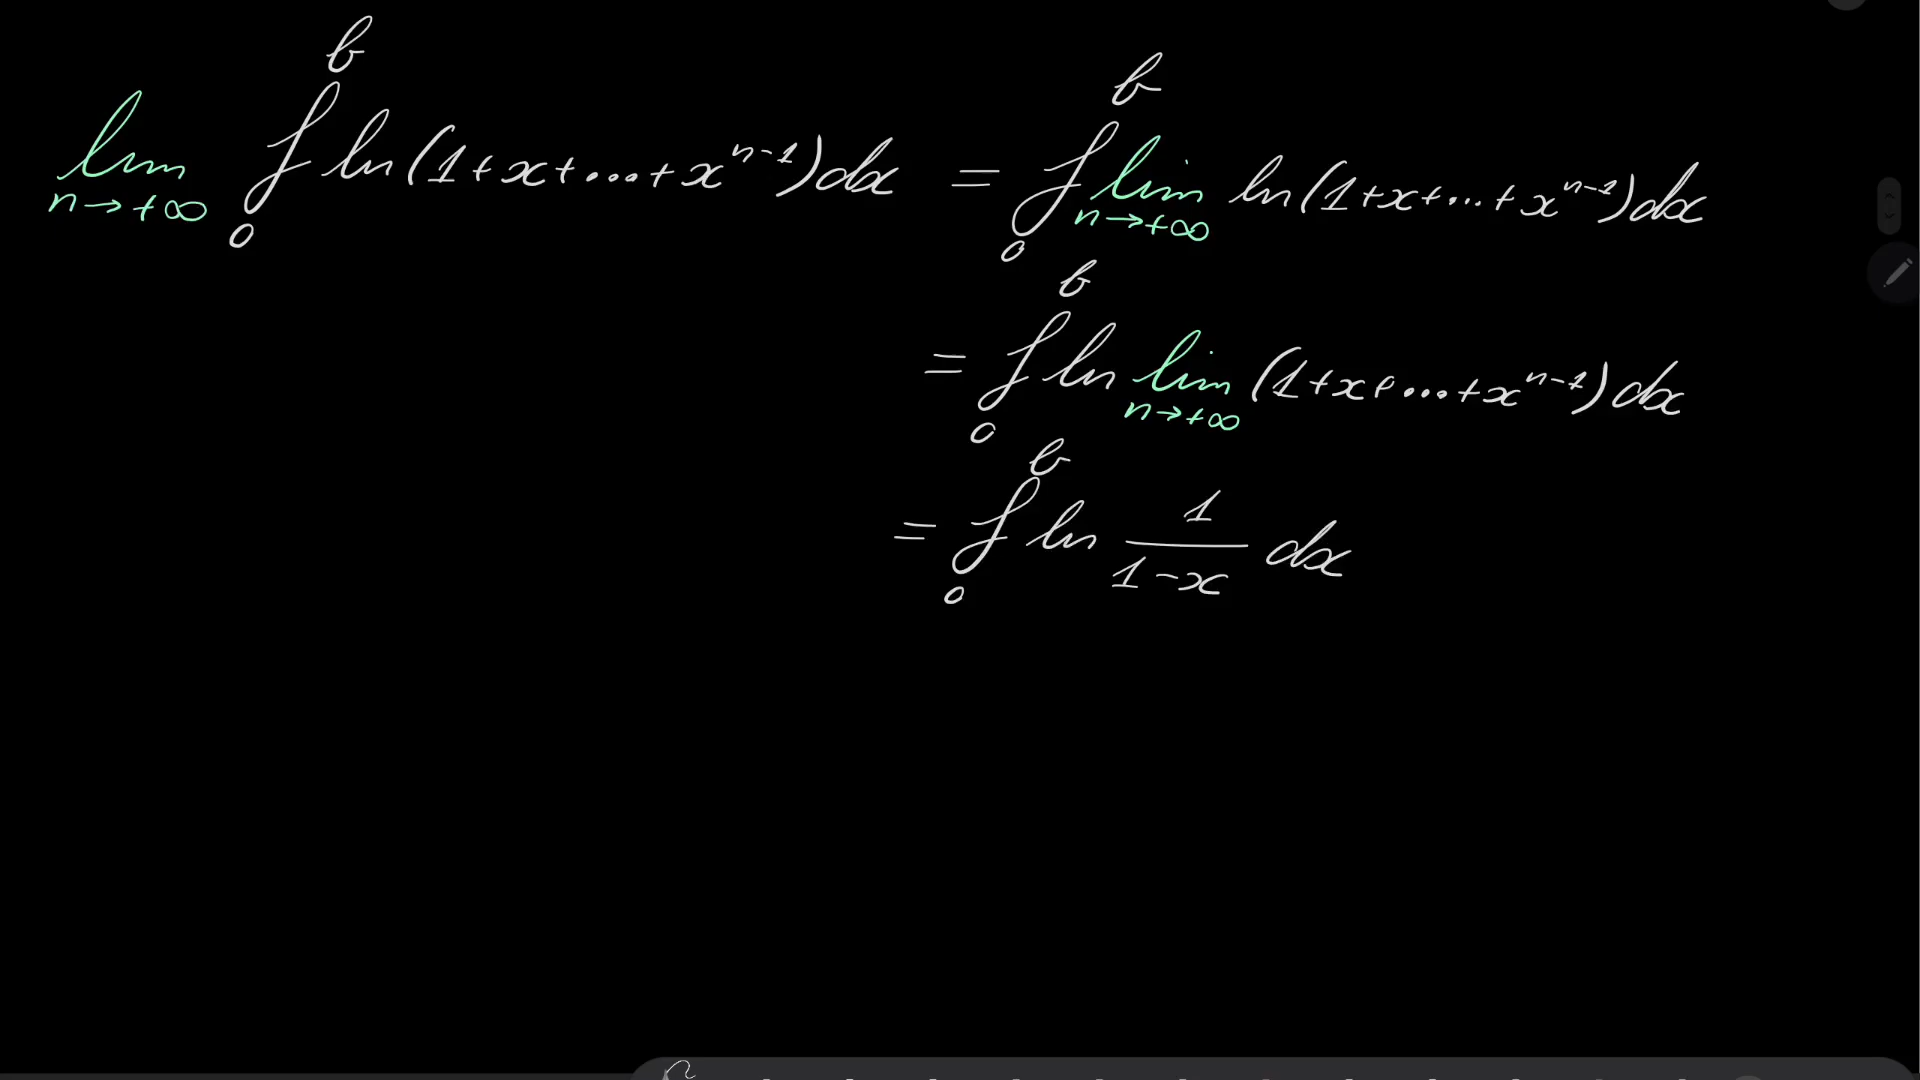 lim n→+∞ ∫₀ᵇ ln(1+x+...+xⁿ⁻¹)dx = ∫₀ᵇ lim n→+∞ ln(1+x+...+xⁿ⁻¹)dx
= ∫₀ᵇ ln lim n→+∞ (1+x+...+xⁿ⁻¹)dx
= ∫₀ᵇ ln 1/(1-x) dx